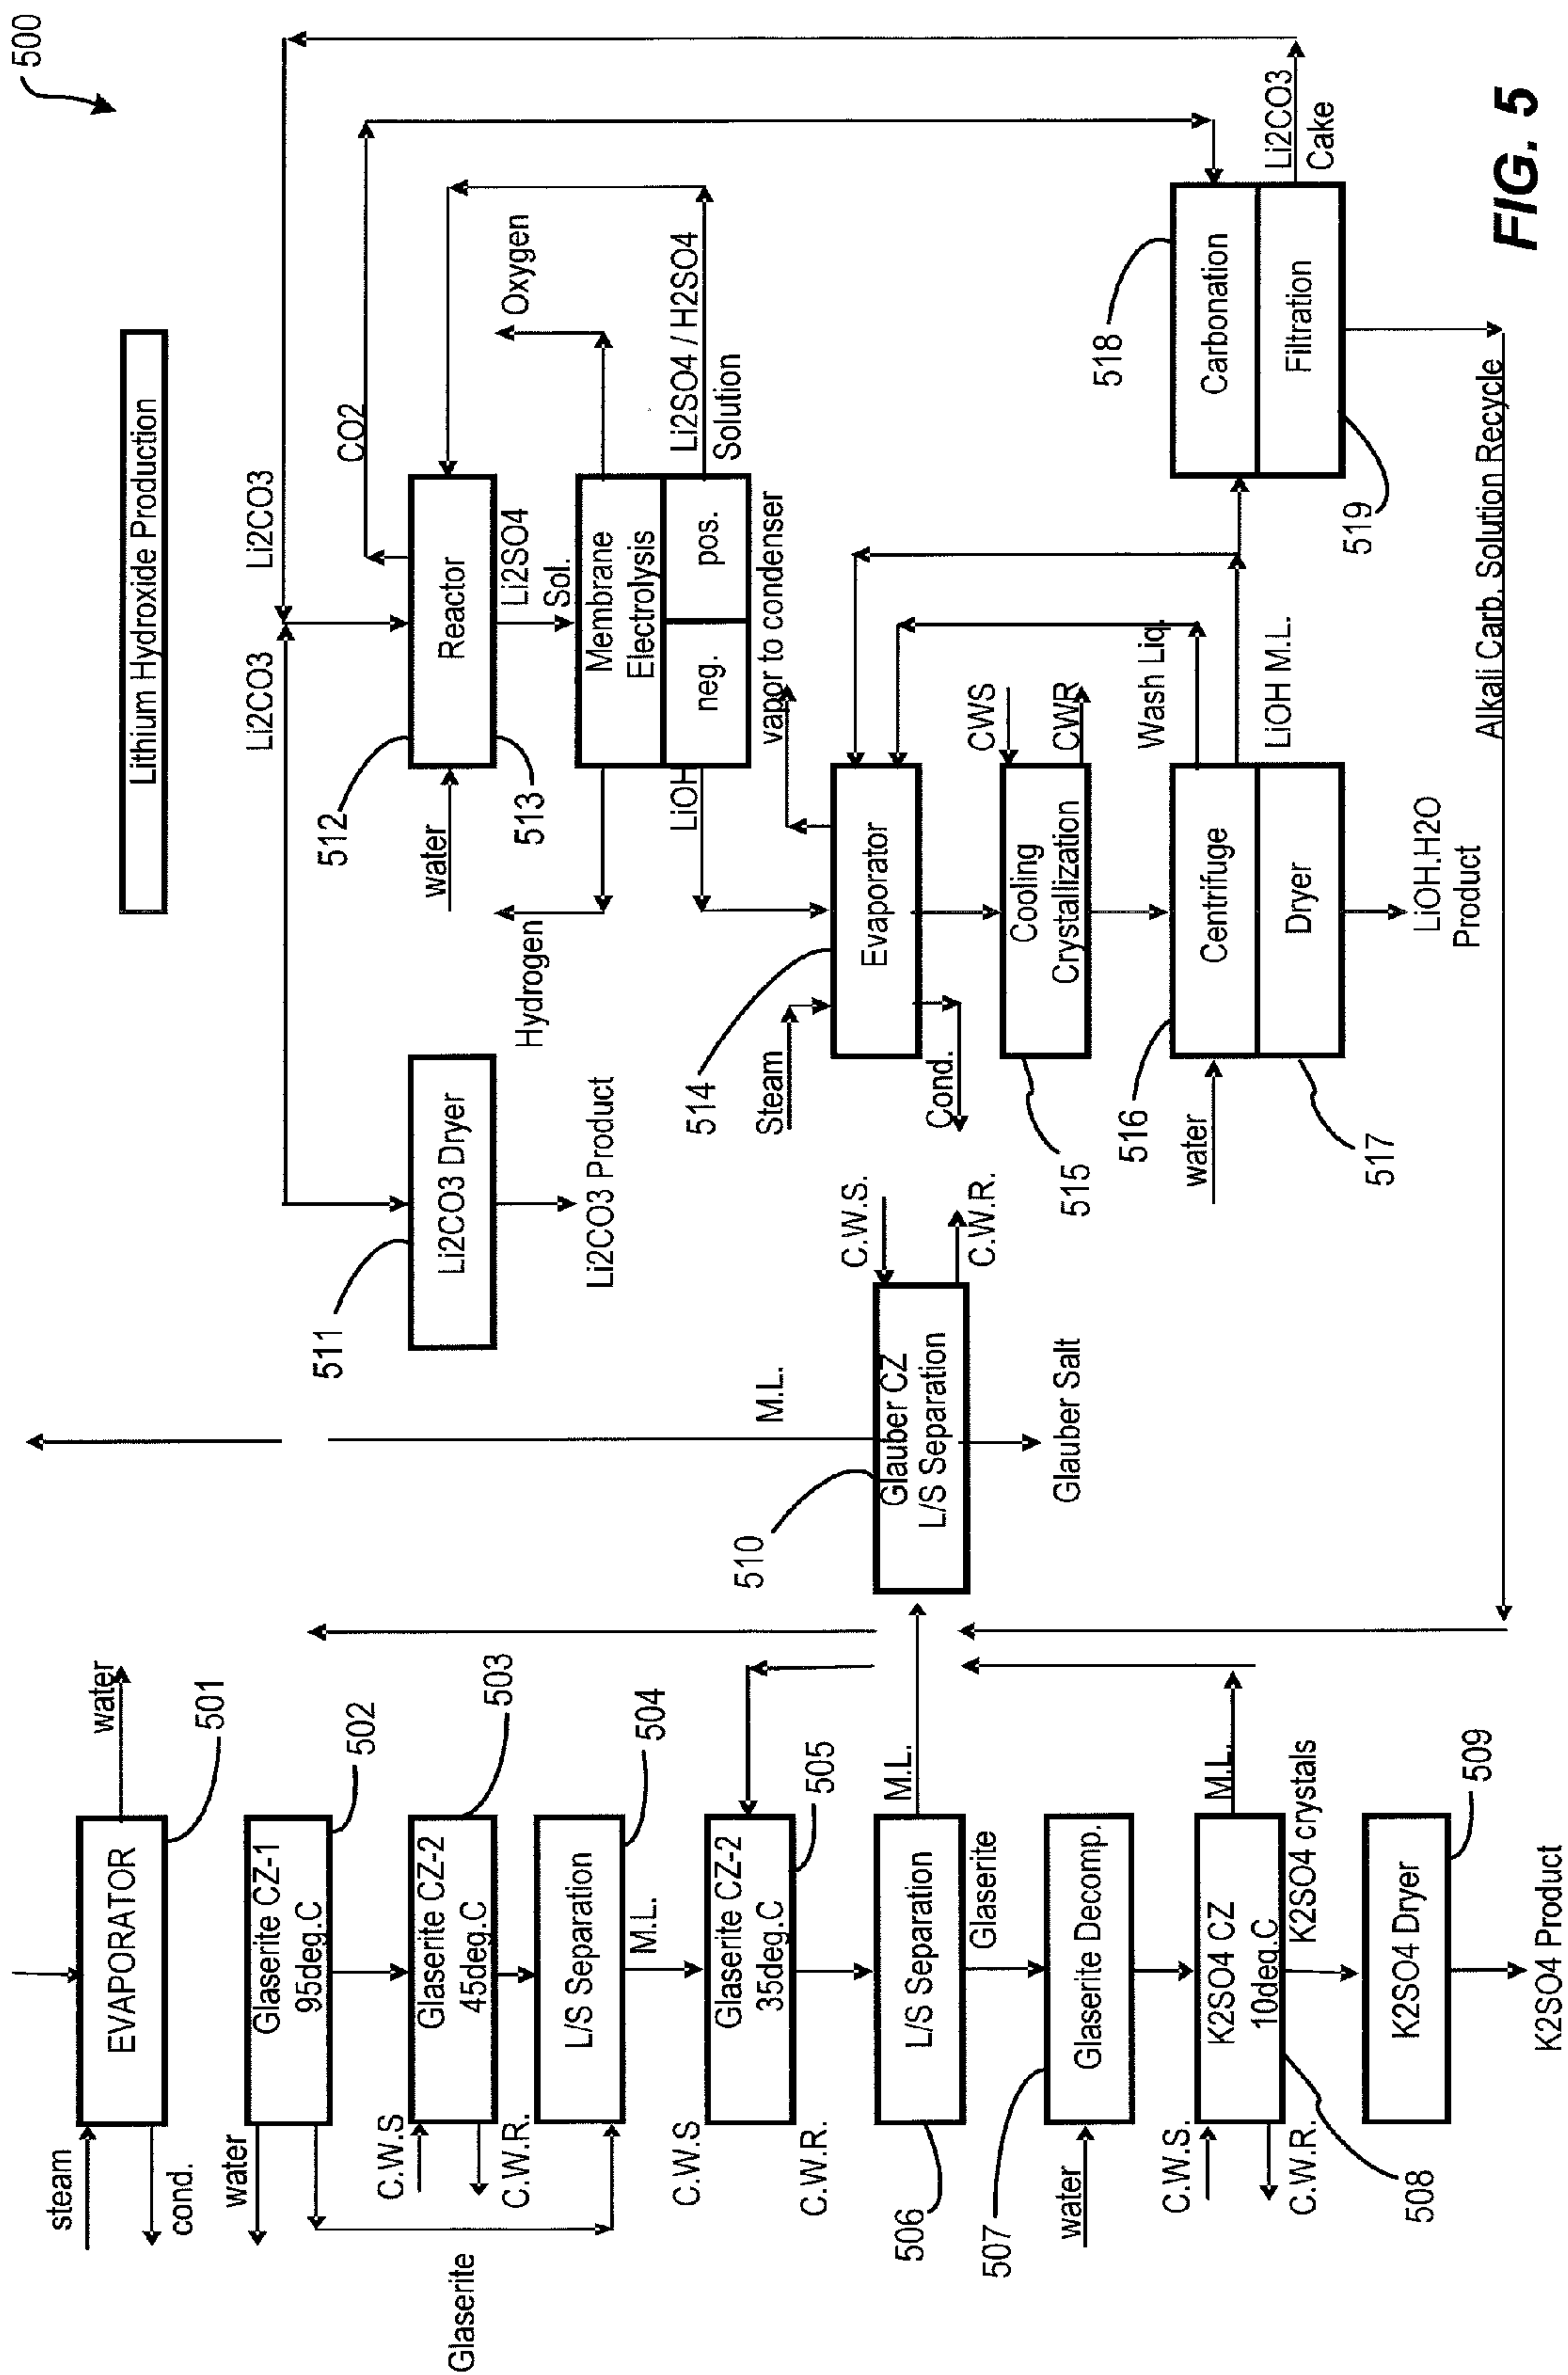 500
Lithium Hydroxide Production
steam
cond.
EVAPORATOR
water
501
water
Glaserite CZ-1
95deg.C
502
Glaserite
C.W.S
C.W.R.
Glaserite CZ-2
45deg.C
503
L/S Separation
504
M.L.
C.W.S
C.W.R.
Glaserite CZ-2
35deg.C
505
L/S Separation
506
M.L.
Glaserite
Glaserite Decomp.
507
water
C.W.S.
C.W.R.
K2SO4 CZ
10deg.C
508
M.L.
K2SO4 crystals
K2SO4 Dryer
509
K2SO4 Product
M.L.
Glauber CZ
L/S Separation
510
C.W.S.
C.W.R.
Glauber Salt
Li2CO3 Dryer
511
Li2CO3 Product
Li2CO3
Li2CO3
CO2
512
water
Reactor
513
Li2SO4
Sol.
Membrane
Electrolysis
neg.
pos.
Hydrogen
Oxygen
LiOH
Li2SO4 / H2SO4
Solution
vapor to condenser
514
Steam
Cond.
Evaporator
Cooling
Crystallization
515
CWS
CWR
516
water
Centrifuge
Dryer
517
Wash Liq.
LiOH M.L.
LiOH.H2O
Product
518
Carbonation
Filtration
519
Li2CO3
Cake
Alkali Carb. Solution Recycle
FIG. 5